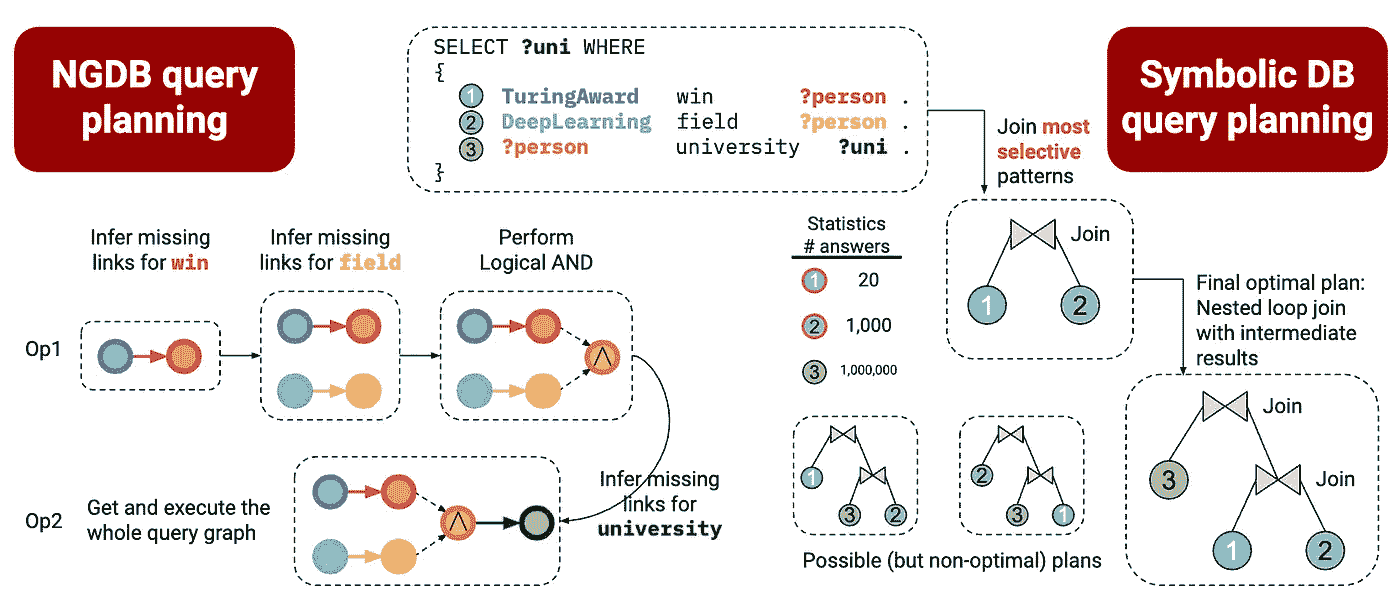 NGDB query
planning
SELECT ?uni WHERE
{
1 TuringAward win ?person .
2 DeepLearning field ?person .
3 ?person university ?uni .
}
Symbolic DB
query planning
Join most
selective
patterns
Infer missing
links for win
Infer missing
links for field
Perform
Logical AND
Op1
∧
Op2
Get and execute the
whole query graph
∧
Infer missing
links for
university
Statistics
# answers
1 20
2 1,000
3 1,000,000
Join
1 2
Final optimal plan:
Nested loop join
with intermediate
results
1
3 2
2
3 1
Possible (but non-optimal) plans
Join
3
Join
1 2